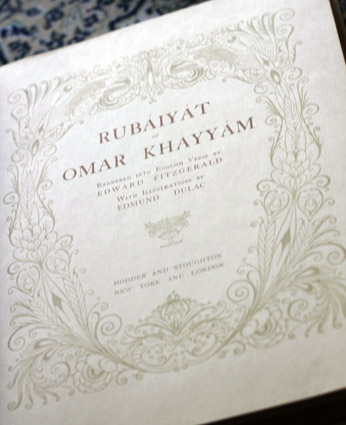 RUBÁIYÁT
OF
OMAR KHAYYÁM
RENDERED INTO ENGLISH VERSE BY
EDWARD FITZGERALD
WITH ILLUSTRATIONS BY
EDMUND DULAC
HODDER AND STOUGHTON
NEW YORK AND LONDON